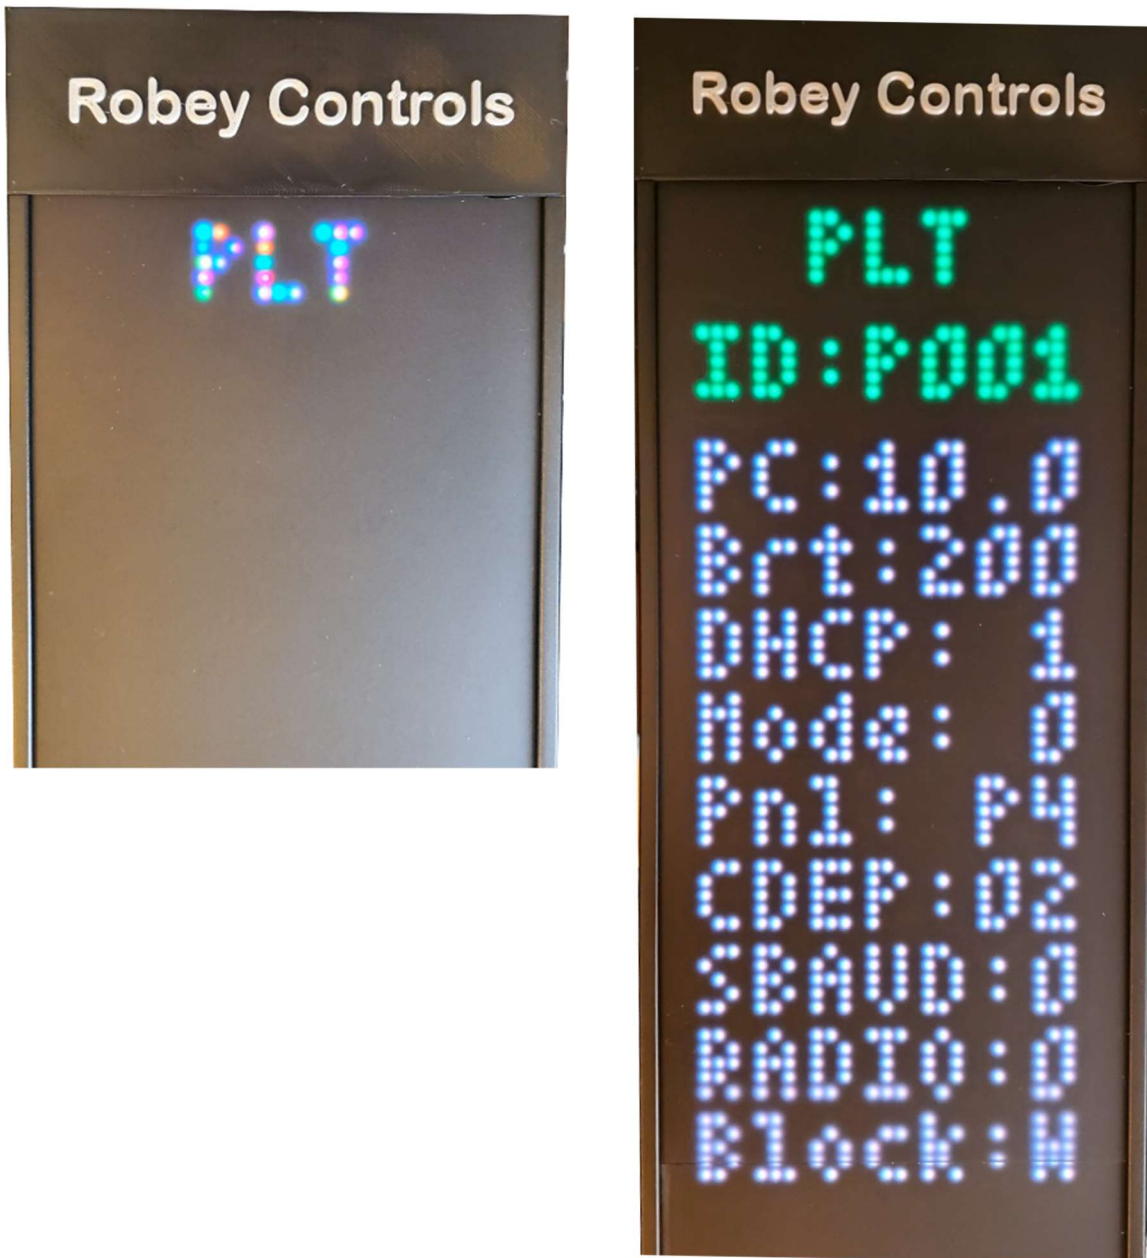 Robey Controls
PLT
Robey Controls
PLT
ID:P001
PC:10.0
Brt:200
DHCP: 1
Mode: 0
Pnl: P4
CDEP:02
SBAUD:0
RADIO:0
Block:W